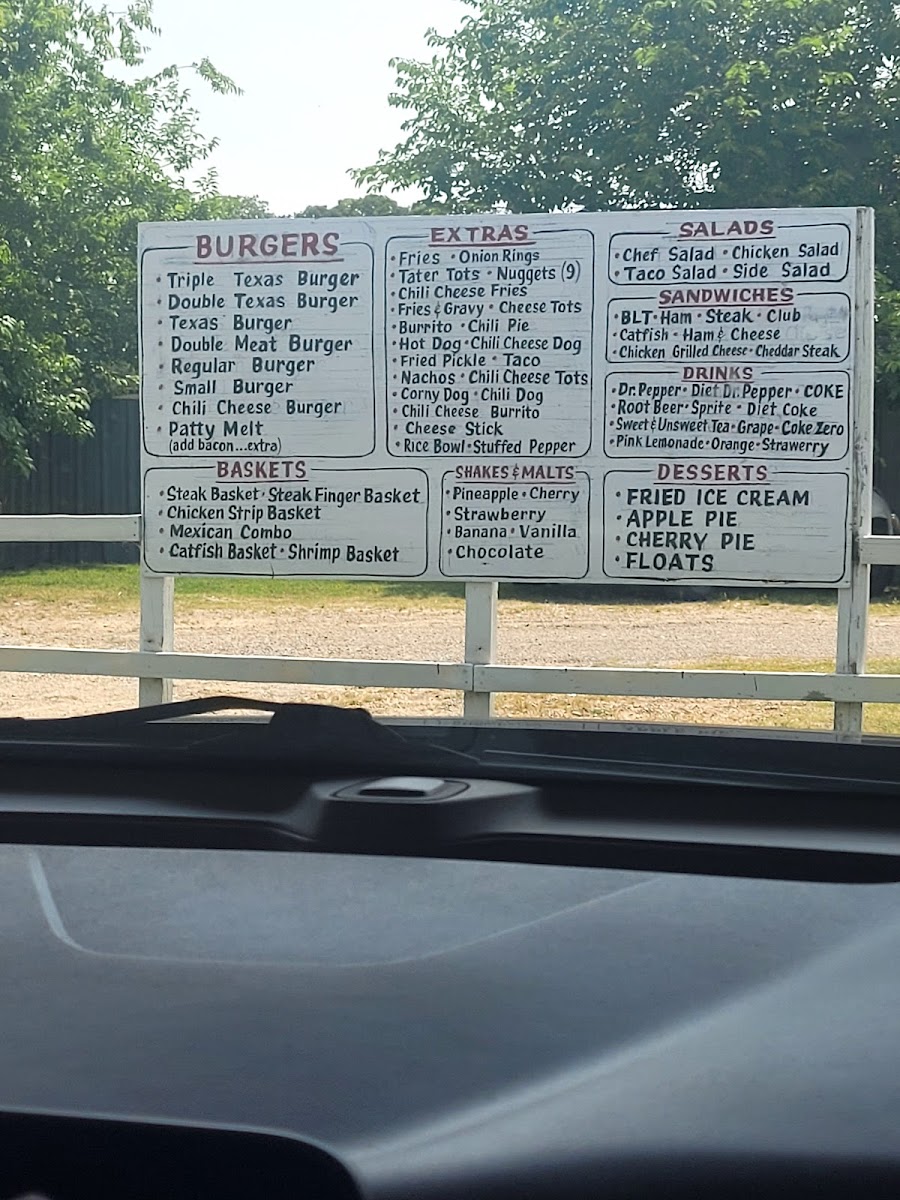 BURGERS
• Triple Texas Burger
• Double Texas Burger
• Texas Burger
• Double Meat Burger
• Regular Burger
• Small Burger
• Chili Cheese Burger
• Patty Melt
(add bacon...extra)
EXTRAS
• Fries • Onion Rings
• Tater Tots • Nuggets (9)
• Chili Cheese Fries
• Fries & Gravy • Cheese Tots
• Burrito • Chili Pie
• Hot Dog • Chili Cheese Dog
• Fried Pickle • Taco
• Nachos • Chili Cheese Tots
• Corny Dog • Chili Dog
• Chili Cheese Burrito
• Cheese Stick
• Rice Bowl • Stuffed Pepper
SALADS
• Chef Salad • Chicken Salad
• Taco Salad • Side Salad
SANDWICHES
• BLT • Ham • Steak • Club
• Catfish • Ham & Cheese
• Chicken Grilled Cheese • Cheddar Steak
DRINKS
• Dr. Pepper • Diet Dr. Pepper • COKE
• Root Beer • Sprite • Diet Coke
• Sweet & Unsweet Tea • Grape • Coke Zero
• Pink Lemonade • Orange • Strawerry
BASKETS
• Steak Basket • Steak Finger Basket
• Chicken Strip Basket
• Mexican Combo
• Catfish Basket • Shrimp Basket
SHAKES & MALTS
• Pineapple • Cherry
• Strawberry
• Banana • Vanilla
• Chocolate
DESSERTS
• FRIED ICE CREAM
• APPLE PIE
• CHERRY PIE
• FLOATS